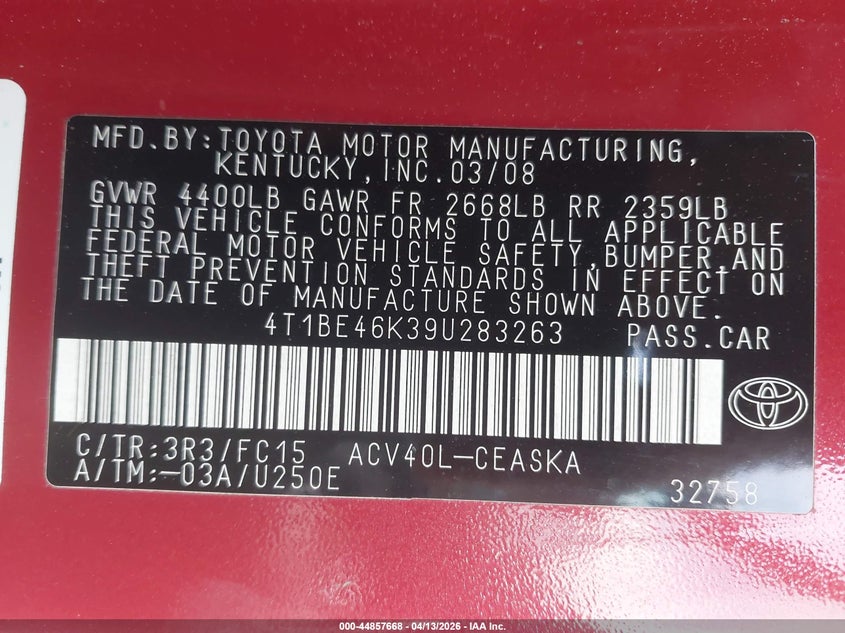 MFD.BY:TOYOTA MOTOR MANUFACTURING,
KENTUCKY,INC.03/08
GVWR 4400LB GAWR FR 2668LB RR 2359LB
THIS VEHICLE CONFORMS TO ALL APPLICABLE
FEDERAL MOTOR VEHICLE SAFETY,BUMPER,AND
THEFT PREVENTION STANDARDS IN EFFECT ON
THE DATE OF MANUFACTURE SHOWN ABOVE.
4T1BE46K39U283263 PASS.CAR
C/TR:3R3/FC15 ACV40L-CEASKA
A/TM:-03A/U250E 32758
000-44857668 - 04/13/2026 - IAA Inc.